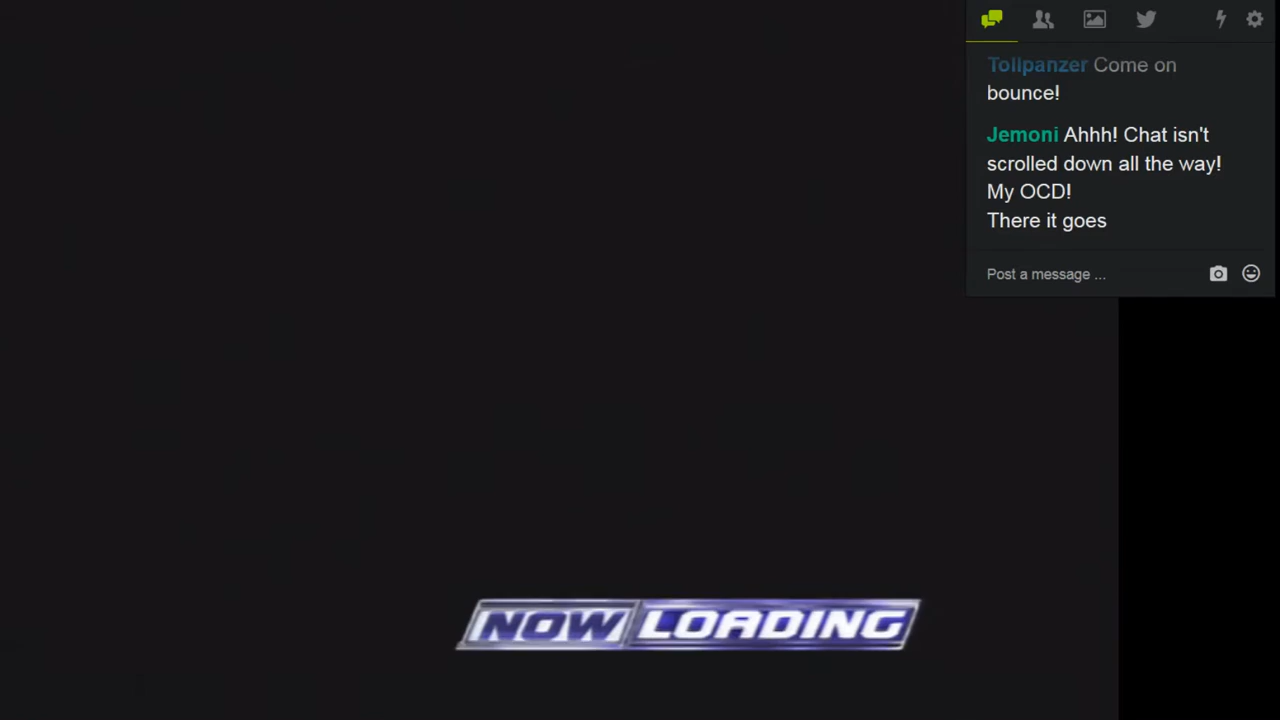 Tollpanzer Come on
bounce!
Jemoni Ahhh! Chat isn't
scrolled down all the way!
My OCD!
There it goes
Post a message ...
NOW LOADING